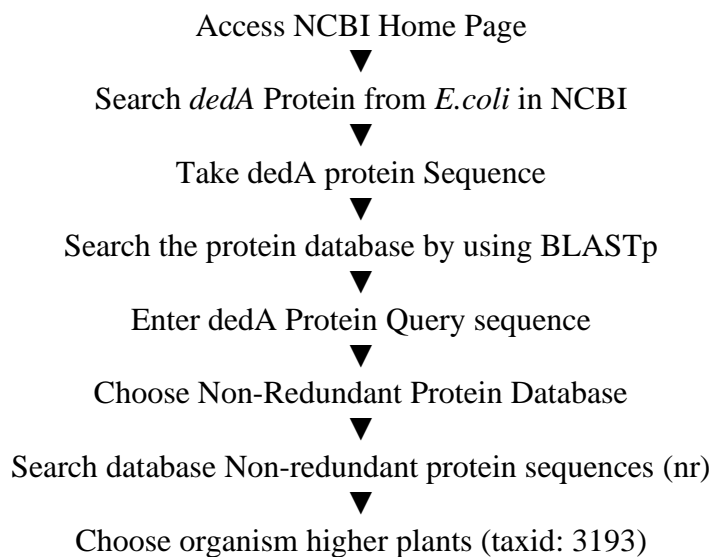 Access NCBI Home Page
Search dedA Protein from E.coli in NCBI
Take dedA protein Sequence
Search the protein database by using BLASTp
Enter dedA Protein Query sequence
Choose Non-Redundant Protein Database
Search database Non-redundant protein sequences (nr)
Choose organism higher plants (taxid: 3193)